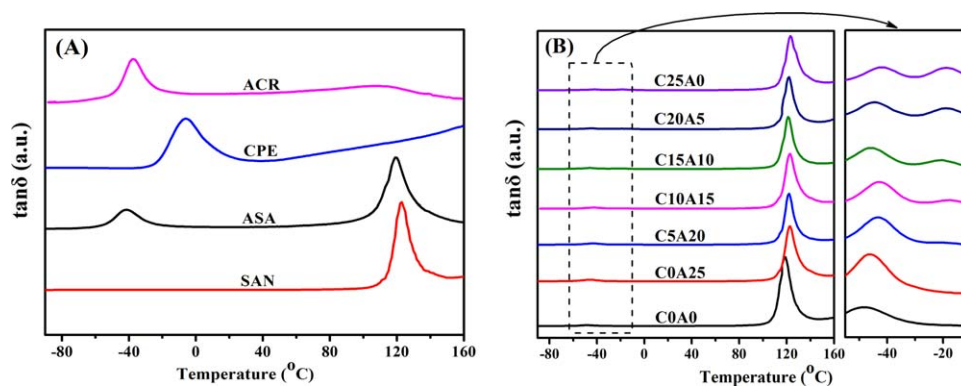 (A)
ACR
CPE
ASA
SAN
tanδ (a.u.)
-80 -40 0 40 80 120 160
Temperature (°C)
(B)
C25A0
C20A5
C15A10
C10A15
C5A20
C0A25
C0A0
tanδ (a.u.)
-80 -40 0 40 80 120 160
-40 -20
Temperature (°C)